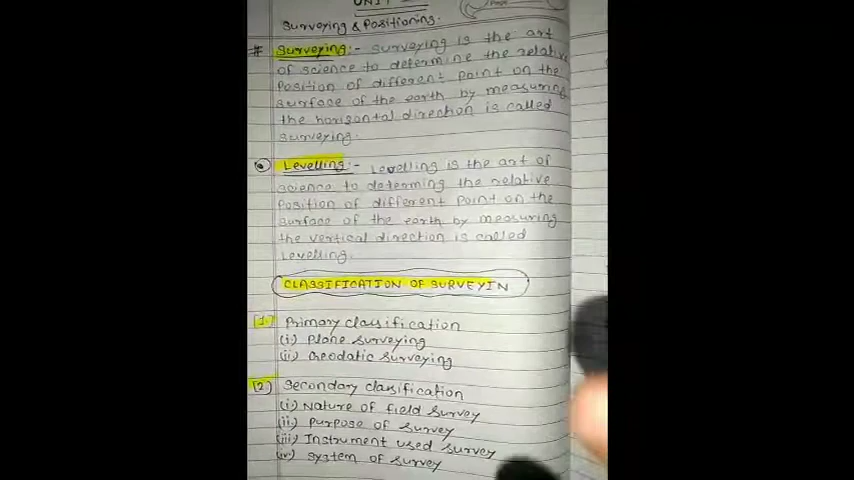 UNIT
Surveying & Positioning.
# Surveying :- surveying is the art
of science to determine the relative
Position of different point on the
surface of the earth by measuring
the horizontal direction is called
surveying.
Levelling :- Levelling is the art of
science to determing the relative
Position of different point on the
surface of the earth by measuring
the vertical direction is called
Levelling.
CLASSIFICATION OF SURVEYIN
(1.) Primary classification
(i) Plane surveying
(ii) Geodatic surveying
(2) Secondary classification
(i) Nature of field survey
(ii) Purpose of survey
(iii) Instrument used survey
(iv) System of survey